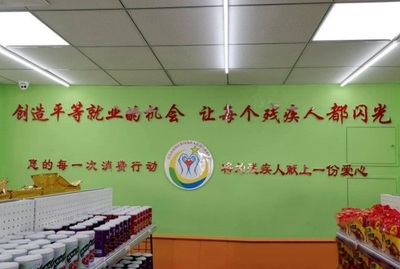 创造平等就业的机会 让每个残疾人都闪光
您的每一次消费行动 将为残疾人献上一份爱心